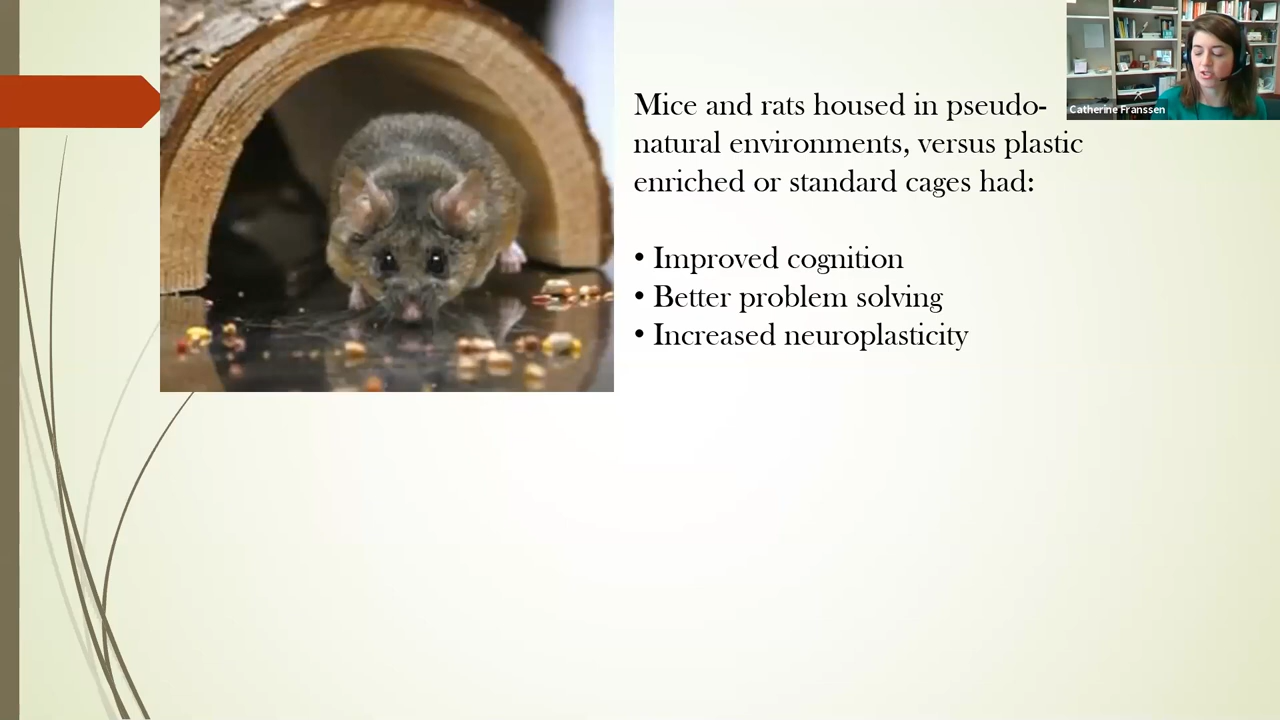 Mice and rats housed in pseudo-
natural environments, versus plastic
enriched or standard cages had:
• Improved cognition
• Better problem solving
• Increased neuroplasticity
Catherine Franssen